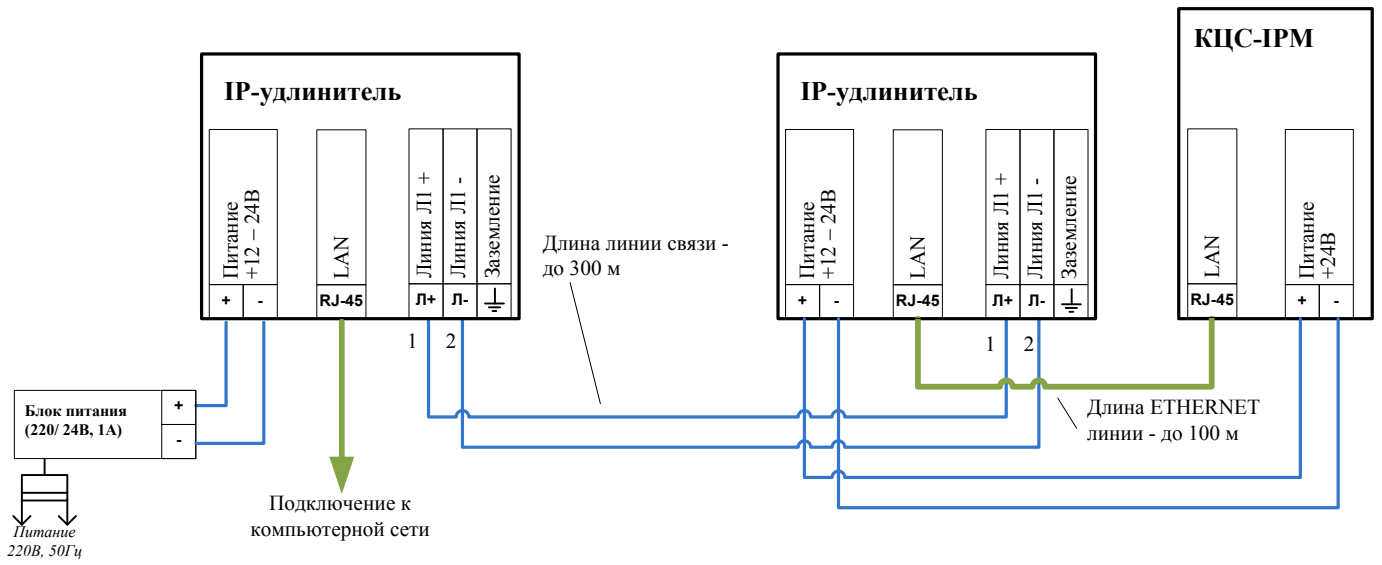 КЦС-IPM
IP-удлинитель
IP-удлинитель
Питание
+12 – 24В
LAN
Линия Л1 +
Линия Л1 -
Заземление
+
-
RJ-45
Л+
Л-
1
2
Длина линии связи -
до 300 м
Питание
+12 – 24В
LAN
Линия Л1 +
Линия Л1 -
Заземление
+
-
RJ-45
Л+
Л-
1
2
LAN
Питание
+24В
RJ-45
+
-
Блок питания
(220/ 24В, 1А)
+
-
Длина ETHERNET
линии - до 100 м
Подключение к
компьютерной сети
Питание
220В, 50Гц